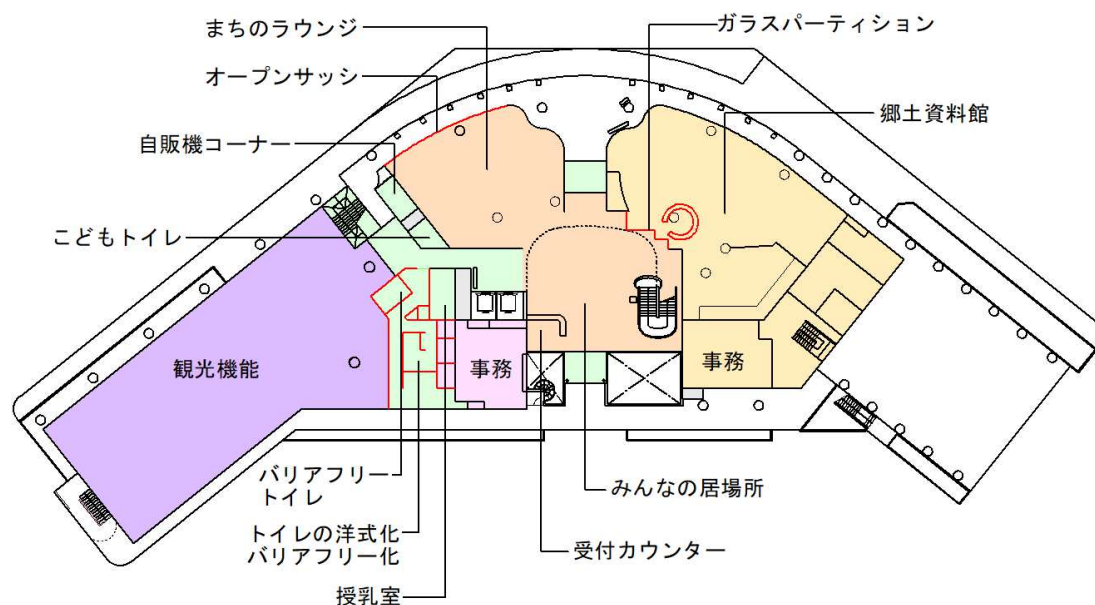 まちのラウンジ
ガラスパーティション
オープンサッシ
郷土資料館
自販機コーナー
こどもトイレ
観光機能
事務
事務
バリアフリー
トイレ
みんなの居場所
トイレの洋式化
バリアフリー化
受付カウンター
授乳室